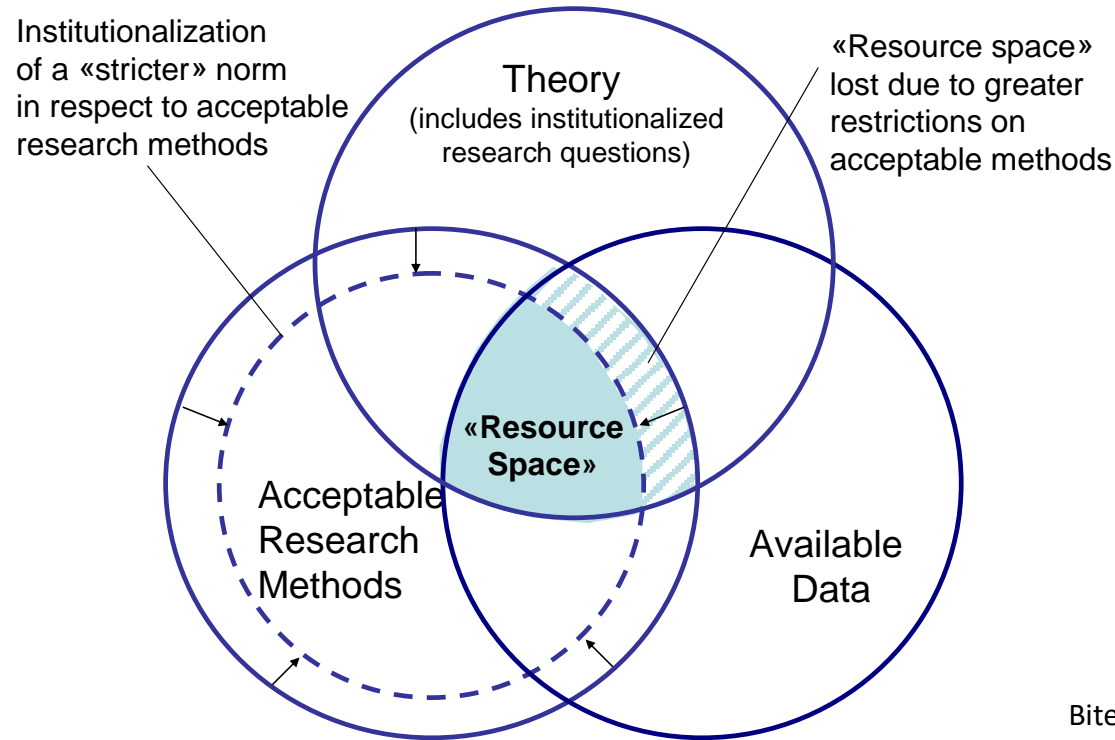 Institutionalization
of a «stricter» norm
in respect to acceptable
research methods
Theory
(includes institutionalized
research questions)
«Resource space»
lost due to greater
restrictions on
acceptable methods
«Resource
Space»
Acceptable
Research
Methods
Available
Data
Bite